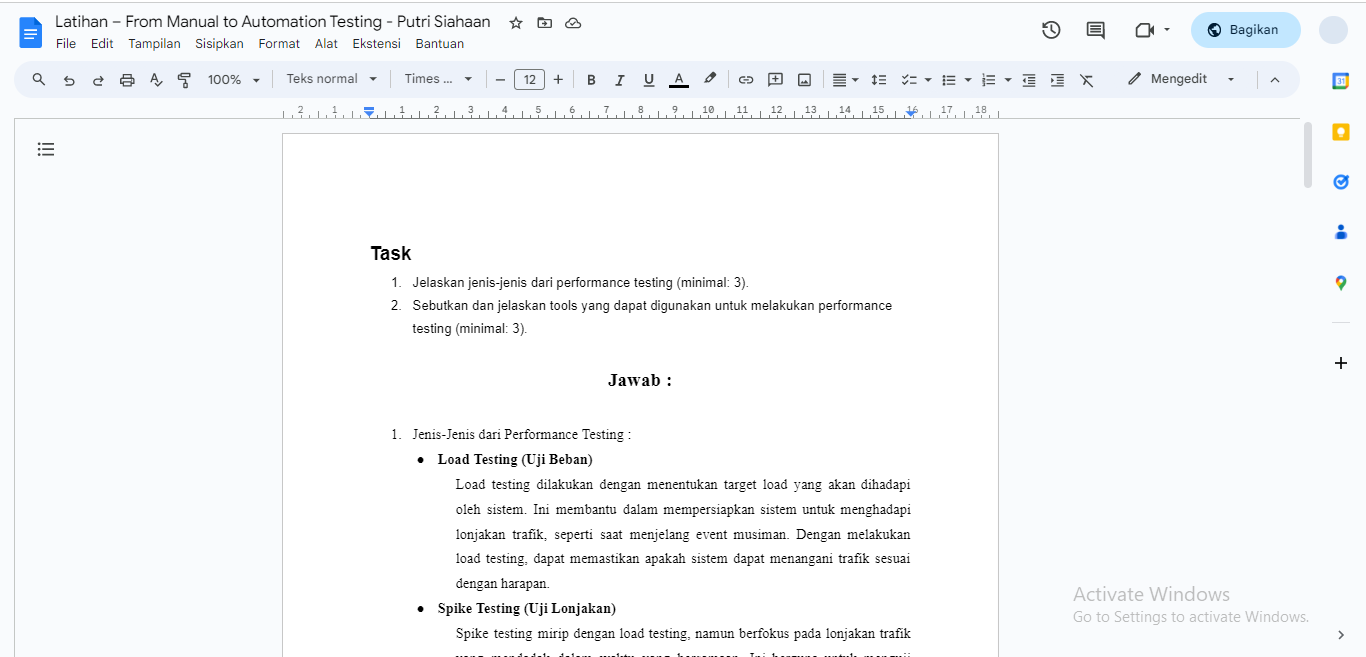 Latihan – From Manual to Automation Testing - Putri Siahaan
File Edit Tampilan Sisipkan Format Alat Ekstensi Bantuan
Bagikan
100% Teks normal Times ... 12 B I U A Mengedit
2 1 1 2 3 4 5 6 7 8 9 10 11 12 13 14 15 16 17 18
31
Task
1. Jelaskan jenis-jenis dari performance testing (minimal: 3).
2. Sebutkan dan jelaskan tools yang dapat digunakan untuk melakukan performance
testing (minimal: 3).
Jawab :
1. Jenis-Jenis dari Performance Testing :
● Load Testing (Uji Beban)
Load testing dilakukan dengan menentukan target load yang akan dihadapi
oleh sistem. Ini membantu dalam mempersiapkan sistem untuk menghadapi
lonjakan trafik, seperti saat menjelang event musiman. Dengan melakukan
load testing, dapat memastikan apakah sistem dapat menangani trafik sesuai
dengan harapan.
● Spike Testing (Uji Lonjakan)
Spike testing mirip dengan load testing, namun berfokus pada lonjakan trafik
Activate Windows
Go to Settings to activate Windows.